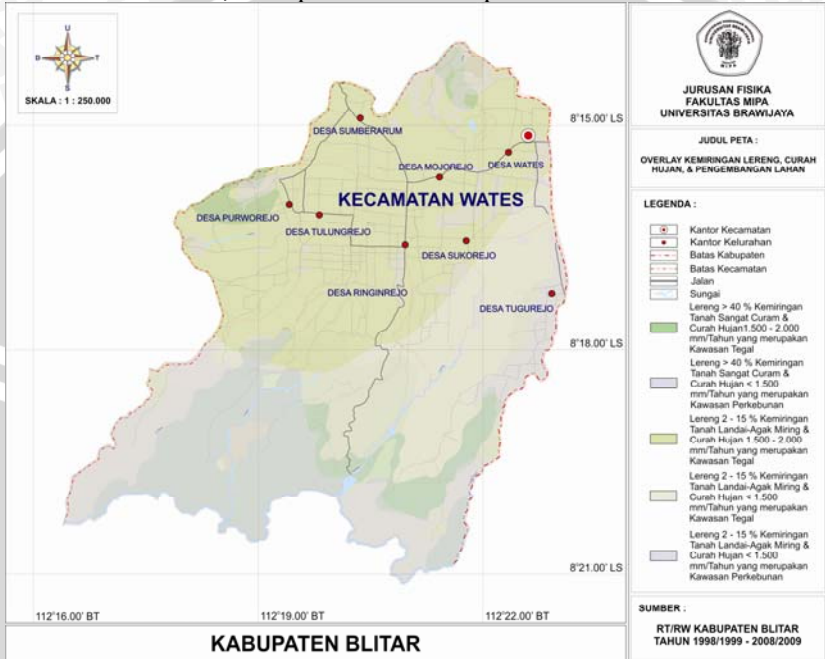 U
D
T
S
SKALA : 1 : 250.000
DESA SUMBERARUM
DESA MOJOREJO
DESA WATES
KECAMATAN WATES
DESA PURWOREJO
DESA TULUNGREJO
DESA SUKOREJO
DESA RINGINREJO
DESA TUGUREJO
8°15.00' LS
8°18.00' LS
8°21.00' LS
112°16.00' BT
112°19.00' BT
112°22.00' BT
KABUPATEN BLITAR
JURUSAN FISIKA
FAKULTAS MIPA
UNIVERSITAS BRAWIJAYA
JUDUL PETA :
OVERLAY KEMIRINGAN LERENG, CURAH
HUJAN, & PENGEMBANGAN LAHAN
LEGENDA :
Kantor Kecamatan
Kantor Kelurahan
Batas Kabupaten
Batas Kecamatan
Jalan
Sungai
Lereng > 40 % Kemiringan
Tanah Sangat Curam &
Curah Hujan1.500 - 2.000
mm/Tahun yang merupakan
Kawasan Tegal
Lereng > 40 % Kemiringan
Tanah Sangat Curam &
Curah Hujan < 1.500
mm/Tahun yang merupakan
Kawasan Perkebunan
Lereng 2 - 15 % Kemiringan
Tanah Landai-Agak Miring &
Curah Hujan 1.500 - 2.000
mm/Tahun yang merupakan
Kawasan Tegal
Lereng 2 - 15 % Kemiringan
Tanah Landai-Agak Miring &
Curah Hujan < 1.500
mm/Tahun yang merupakan
Kawasan Tegal
Lereng 2 - 15 % Kemiringan
Tanah Landai-Agak Miring &
Curah Hujan < 1.500
mm/Tahun yang merupakan
Kawasan Perkebunan
SUMBER :
RT/RW KABUPATEN BLITAR
TAHUN 1998/1999 - 2008/2009